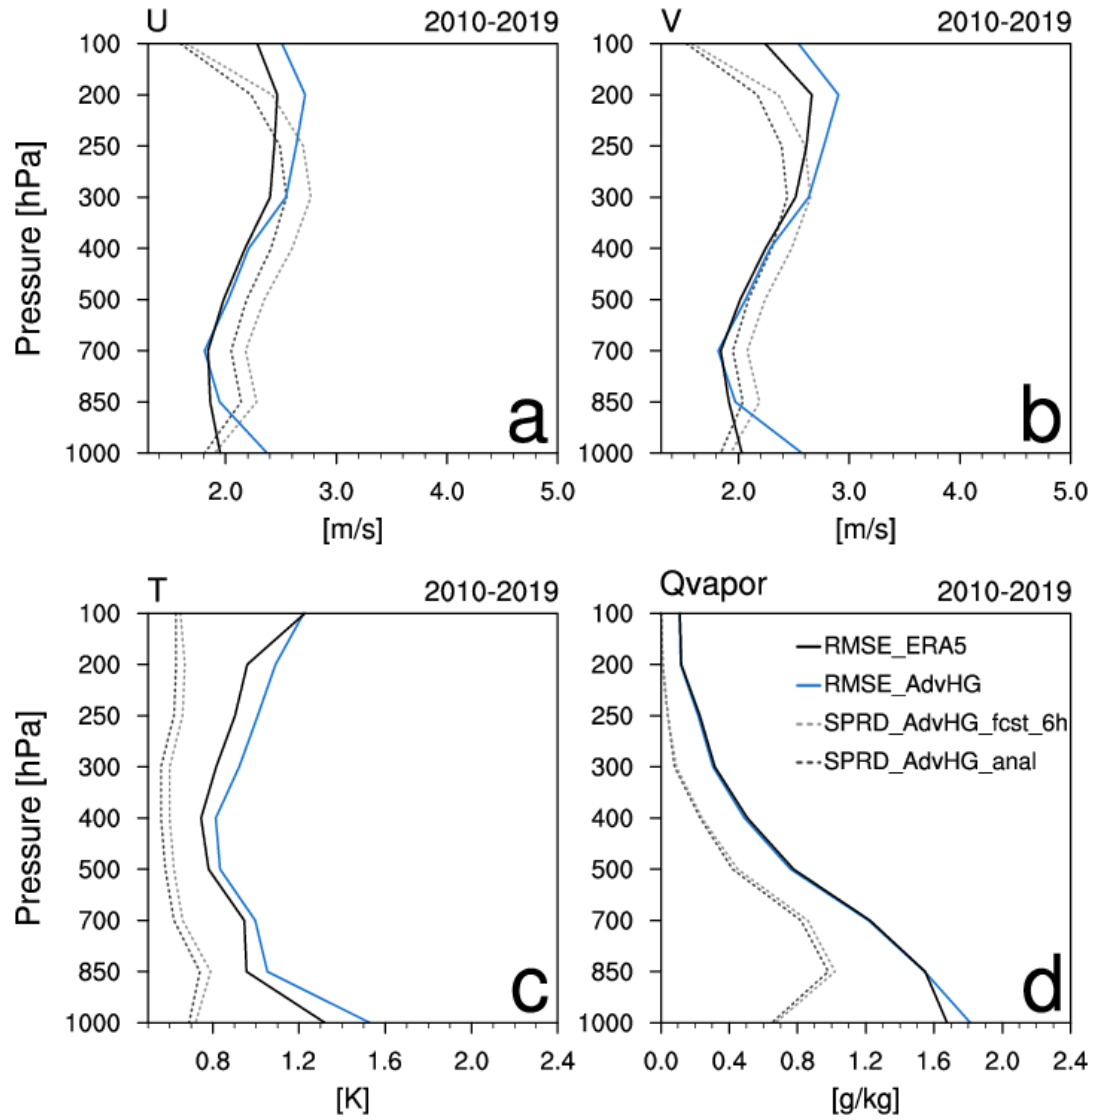 U 2010-2019
V 2010-2019
Pressure [hPa]
100
200
250
300
400
500
700
850
1000
a
2.0 3.0 4.0 5.0
[m/s]
100
200
250
300
400
500
700
850
1000
b
2.0 3.0 4.0 5.0
[m/s]
T 2010-2019
Qvapor 2010-2019
Pressure [hPa]
100
200
250
300
400
500
700
850
1000
c
0.8 1.2 1.6 2.0 2.4
[K]
100
200
250
300
400
500
700
850
1000
RMSE_ERA5
RMSE_AdvHG
SPRD_AdvHG_fcst_6h
SPRD_AdvHG_anal
d
0.0 0.4 0.8 1.2 1.6 2.0 2.4
[g/kg]